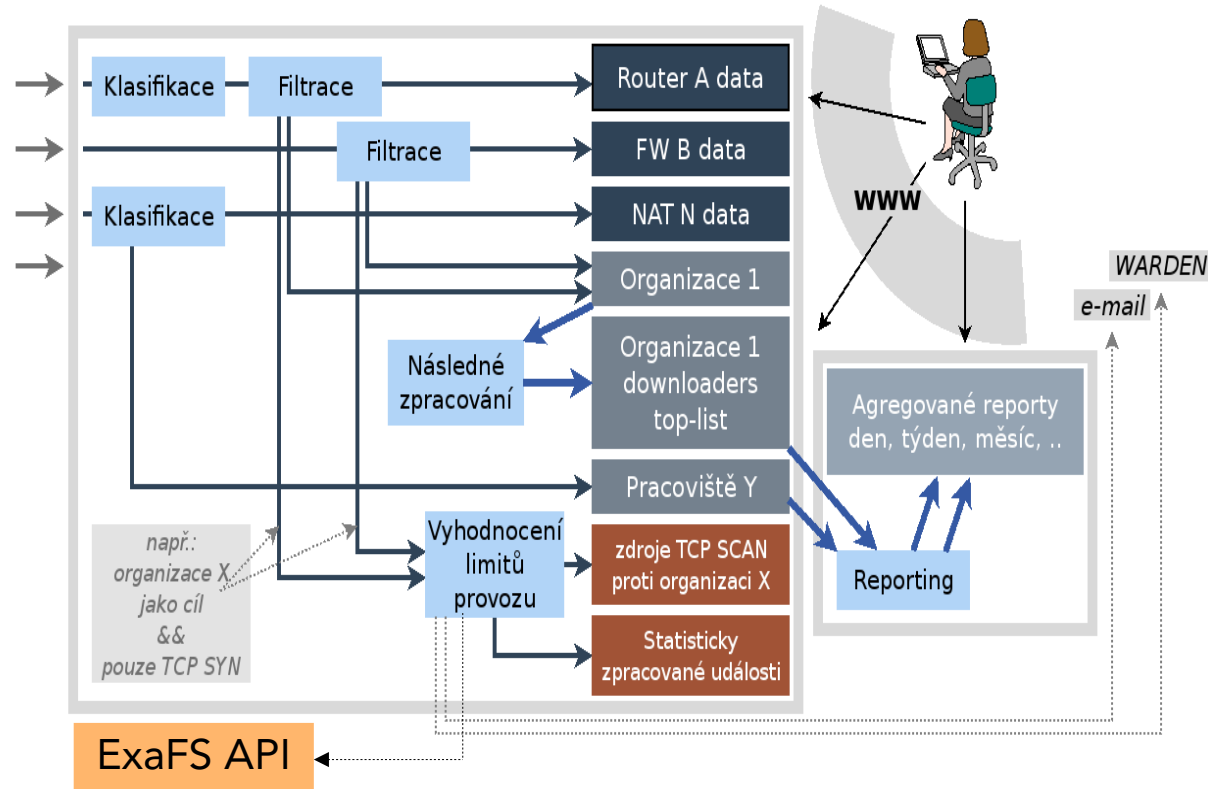 Klasifikace
Filtrace
Router A data
Filtrace
FW B data
Klasifikace
NAT N data
WWW
Organizace 1
WARDEN
e-mail
Následné
zpracování
Organizace 1
downloaders
top-list
Agregované reporty
den, týden, měsíc, ..
Pracoviště Y
např.:
organizace X
jako cíl
&&
pouze TCP SYN
Vyhodnocení
limitů
provozu
zdroje TCP SCAN
proti organizaci X
Reporting
Statisticky
zpracované události
ExaFS API